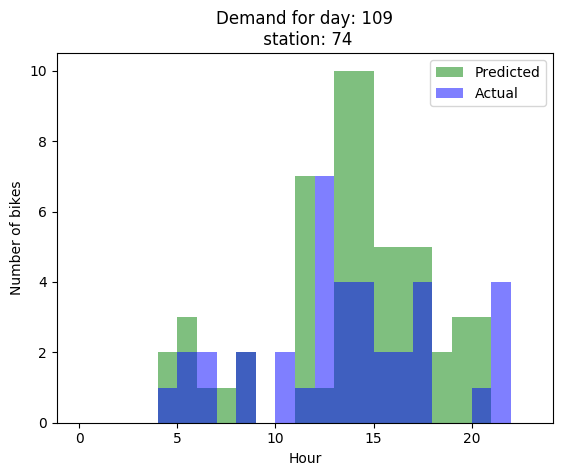 Demand for day: 109
station: 74
Predicted
Actual
Number of bikes
10
8
6
4
2
0
0 5 10 15 20
Hour